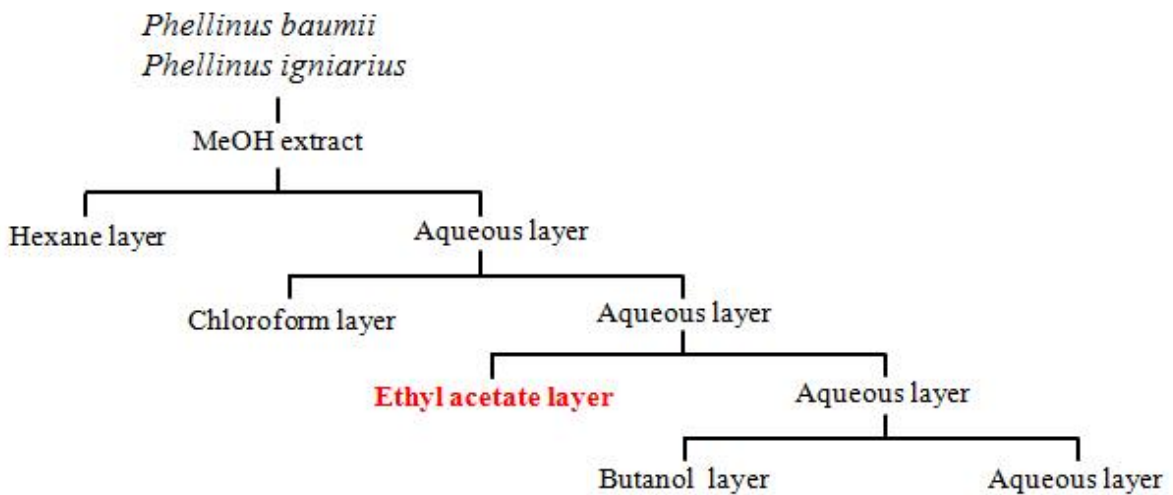 Phellinus baumii
Phellinus igniarius
MeOH extract
Hexane layer
Aqueous layer
Chloroform layer
Aqueous layer
Ethyl acetate layer
Aqueous layer
Butanol layer
Aqueous layer